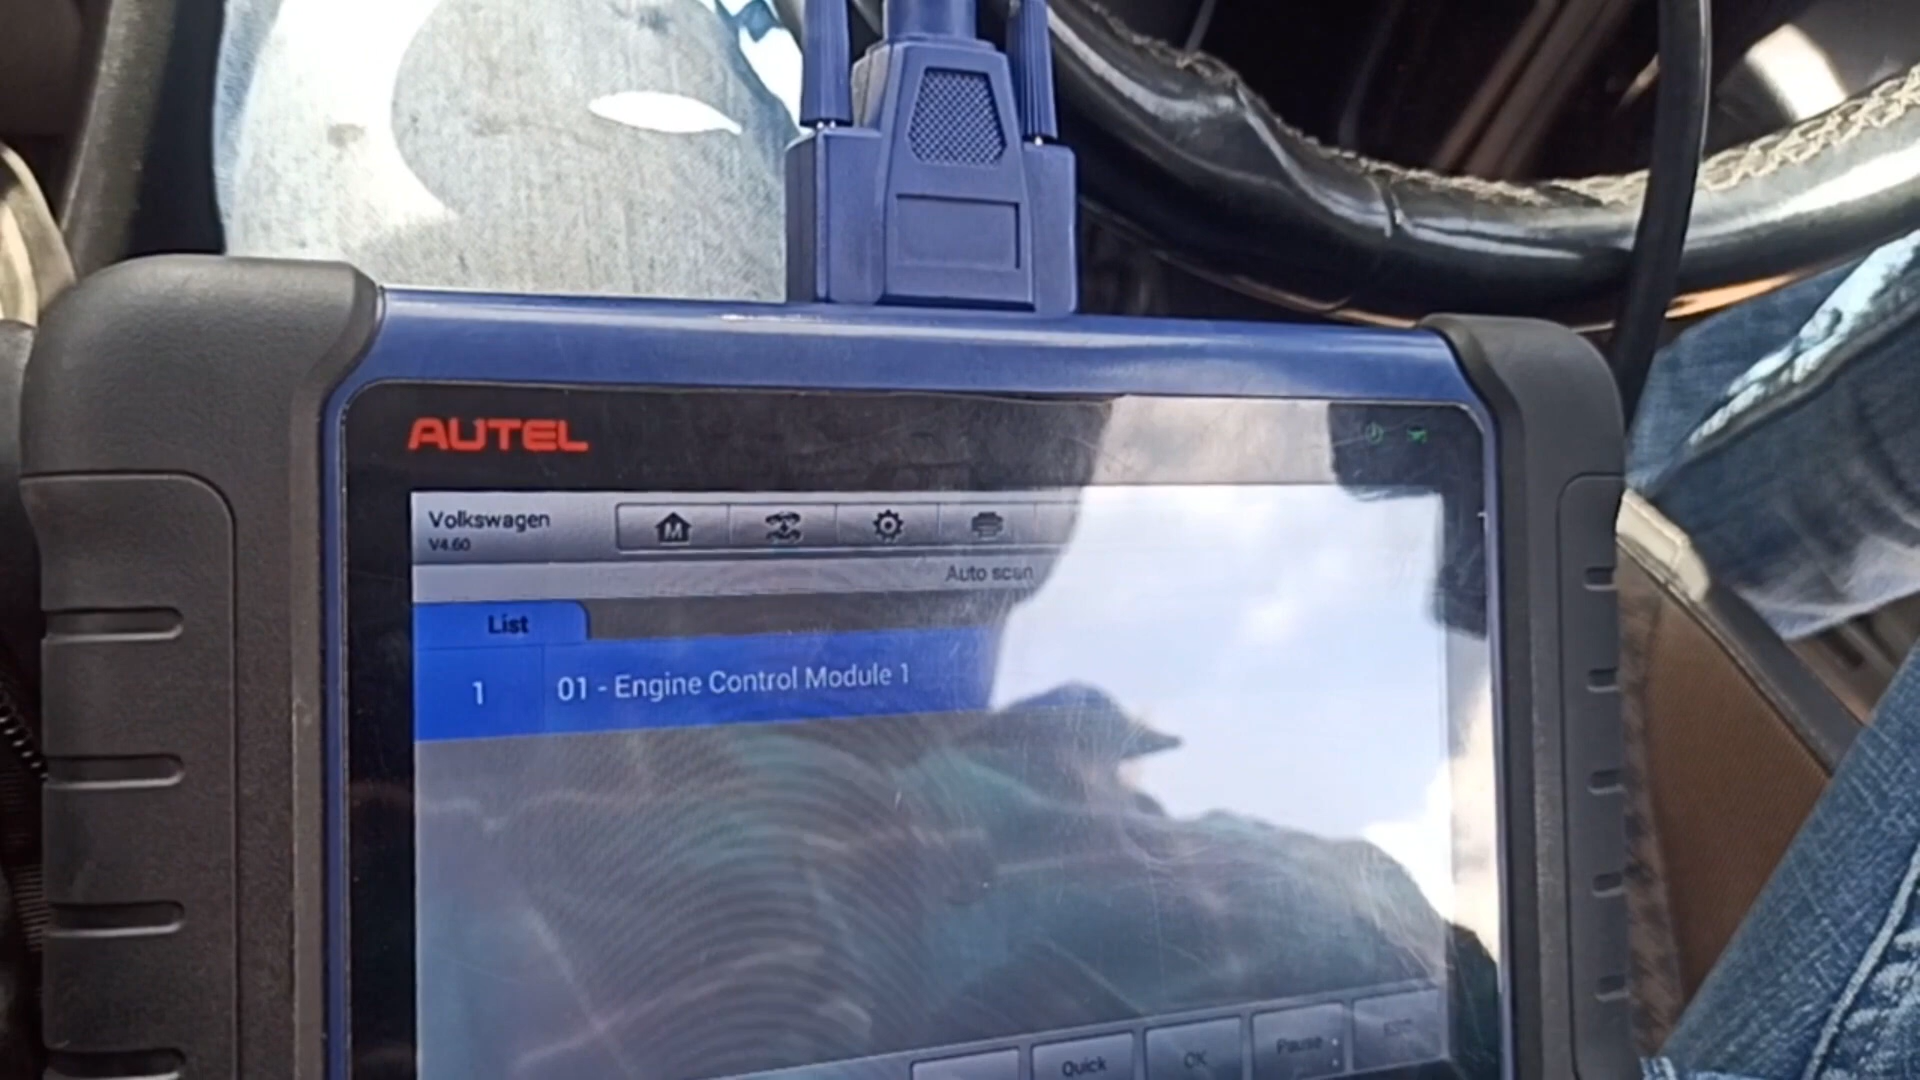 AUTEL
Volkswagen
V4.60
M
Auto scan
List
1 01 - Engine Control Module 1
Quick OK Pause